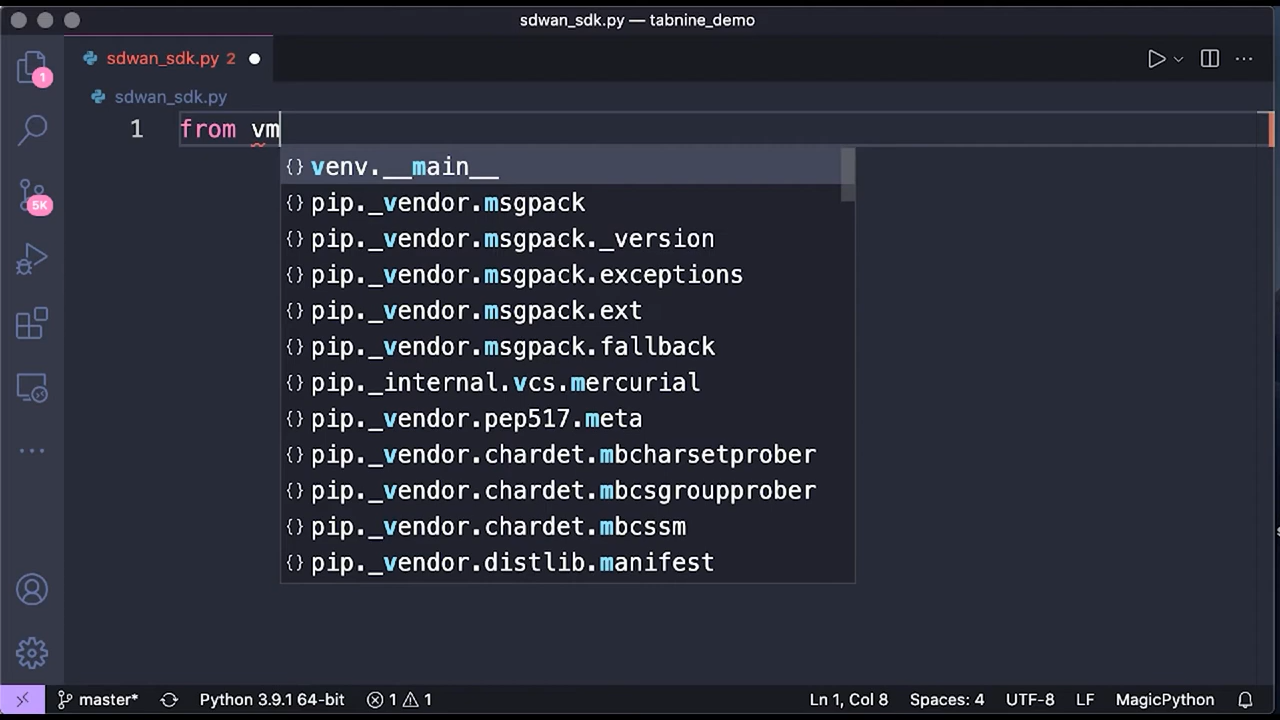 sdwan_sdk.py — tabnine_demo
sdwan_sdk.py 2
1
sdwan_sdk.py
1 from vm
venv.__main__
pip._vendor.msgpack
pip._vendor.msgpack._version
5K
pip._vendor.msgpack.exceptions
pip._vendor.msgpack.ext
pip._vendor.msgpack.fallback
pip._internal.vcs.mercurial
pip._vendor.pep517.meta
pip._vendor.chardet.mbcharsetprober
pip._vendor.chardet.mbcsgroupprober
pip._vendor.chardet.mbcssm
pip._vendor.distlib.manifest
master* Python 3.9.1 64-bit 1 1 Ln 1, Col 8 Spaces: 4 UTF-8 LF MagicPython